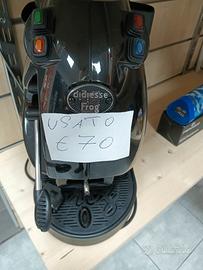 didiesse
Frog
USATO
€ 70